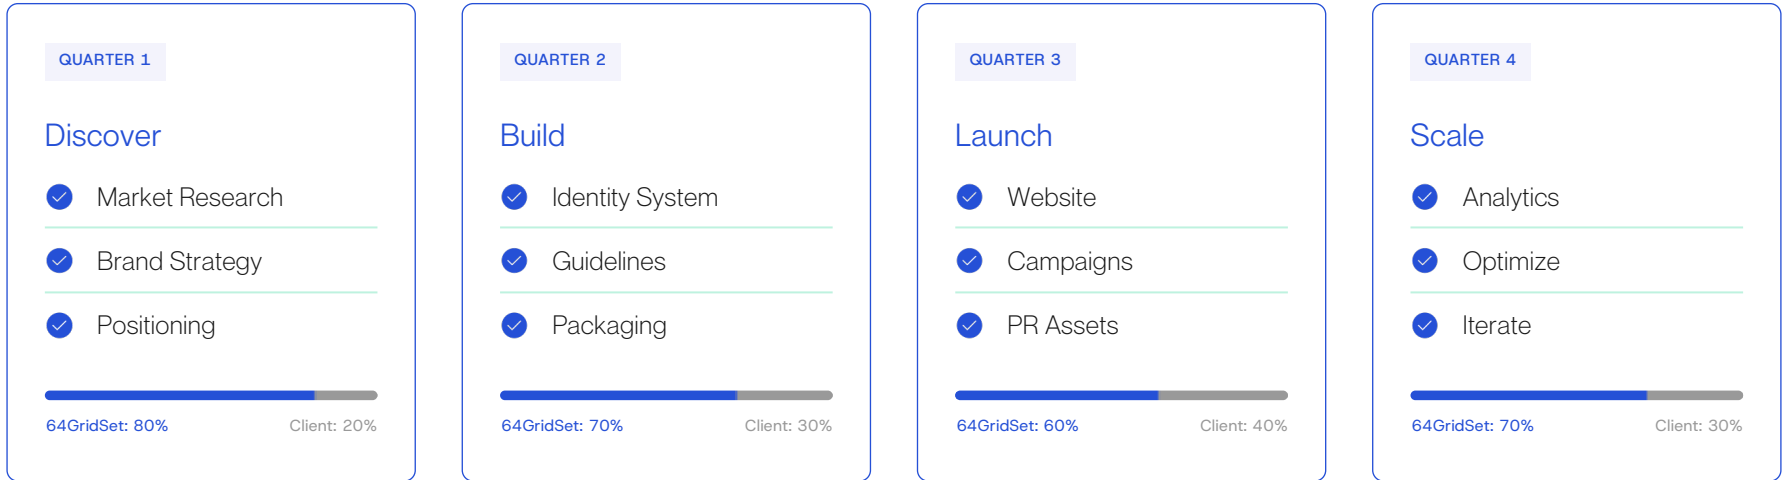 QUARTER 1
Discover
Market Research
Brand Strategy
Positioning
64GridSet: 80%
Client: 20%
QUARTER 2
Build
Identity System
Guidelines
Packaging
64GridSet: 70%
Client: 30%
QUARTER 3
Launch
Website
Campaigns
PR Assets
64GridSet: 60%
Client: 40%
QUARTER 4
Scale
Analytics
Optimize
Iterate
64GridSet: 70%
Client: 30%